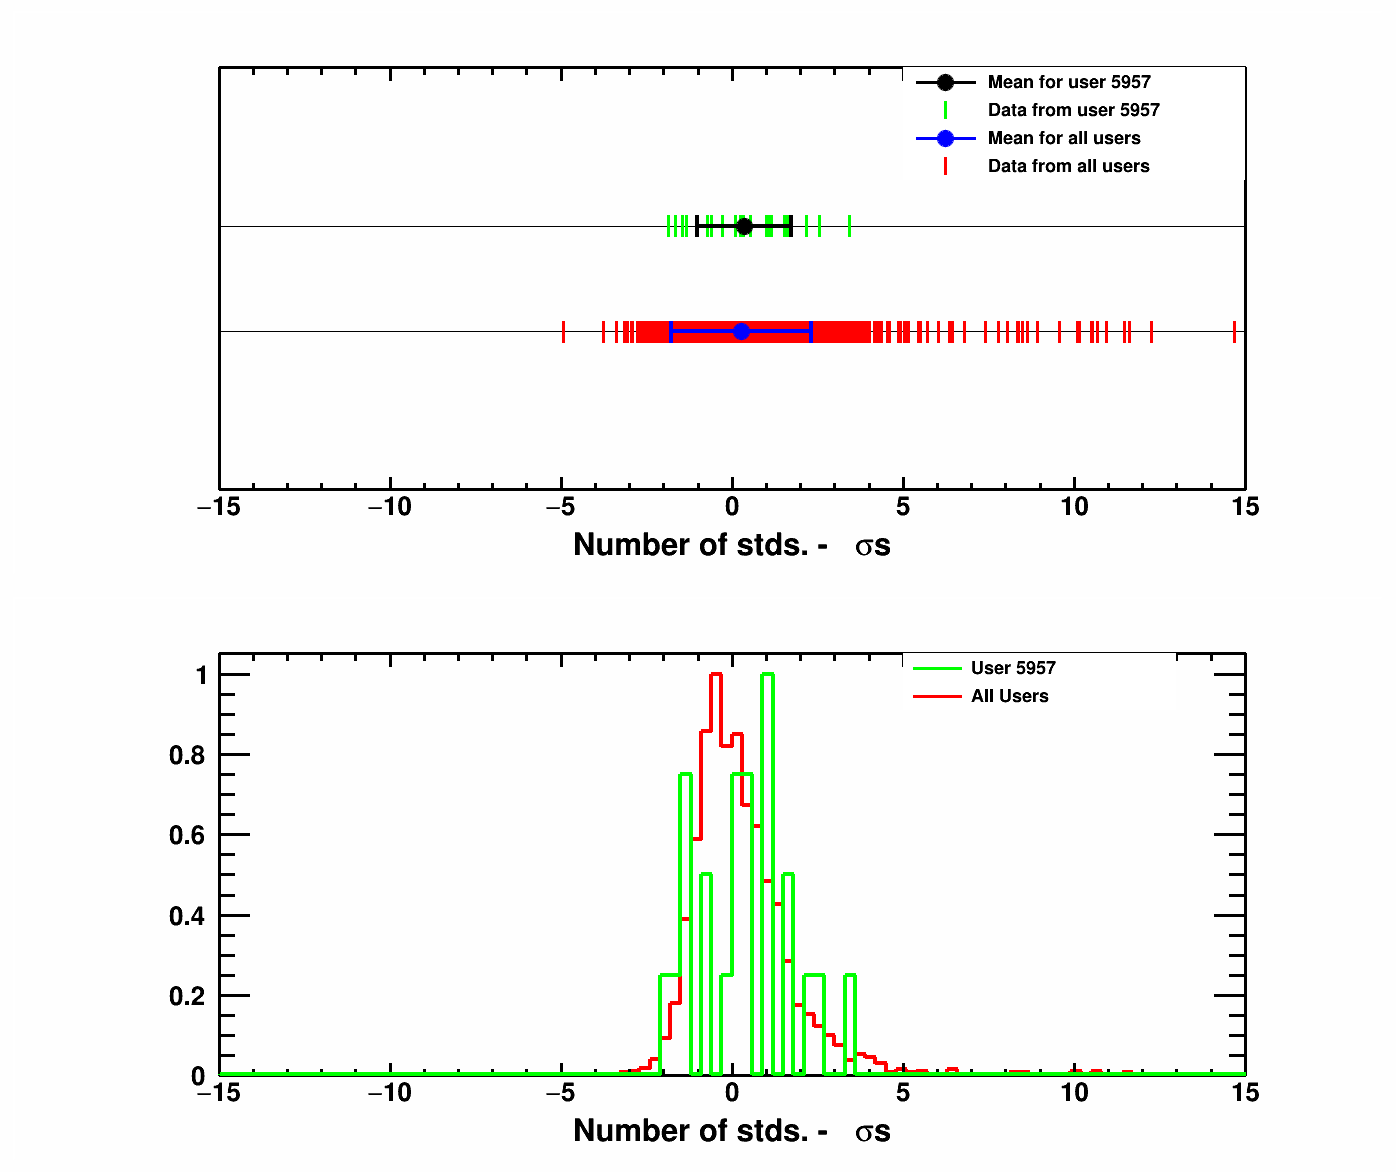 Mean for user 5957
Data from user 5957
Mean for all users
Data from all users
−15 −10 −5 0 5 10 15
Number of stds. - σs
User 5957
All Users
1
0.8
0.6
0.4
0.2
0
−15 −10 −5 0 5 10 15
Number of stds. - σs